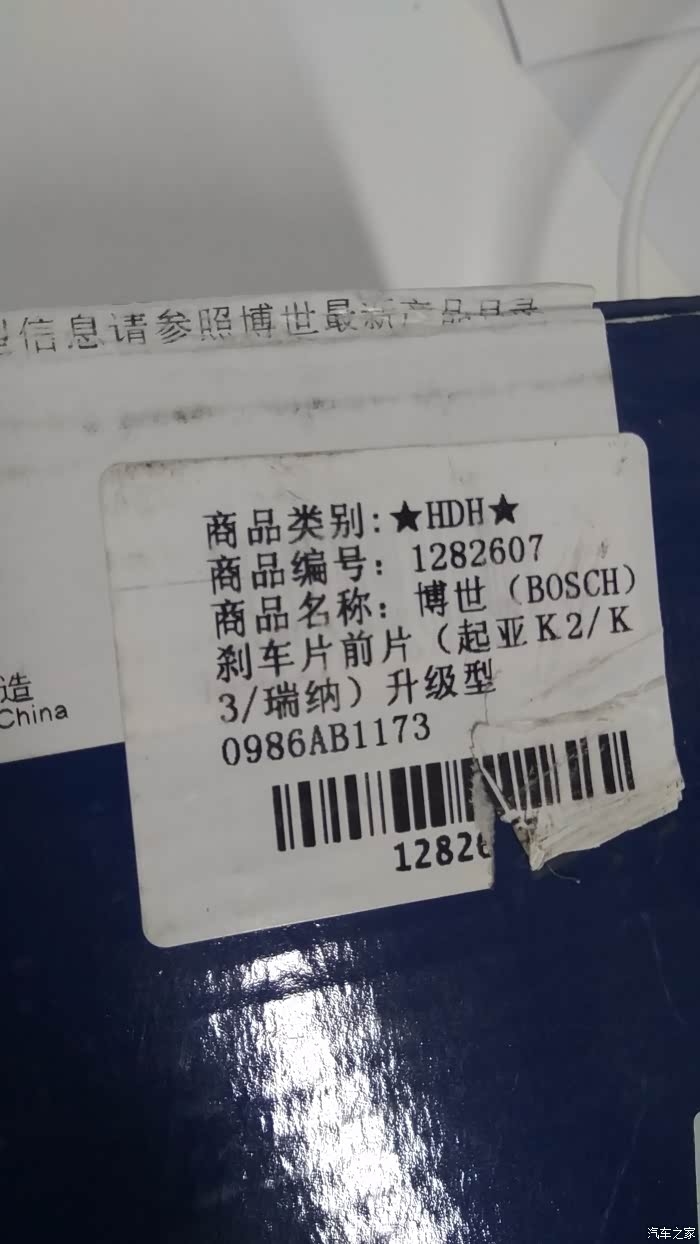 信息请参照博世最新产品目录
商品类别:★HDH★
商品编号：1282607
商品名称：博世（BOSCH）
刹车片前片（起亚K2/K
3/瑞纳）升级型
0986AB1173
造
China
1282
汽车之家